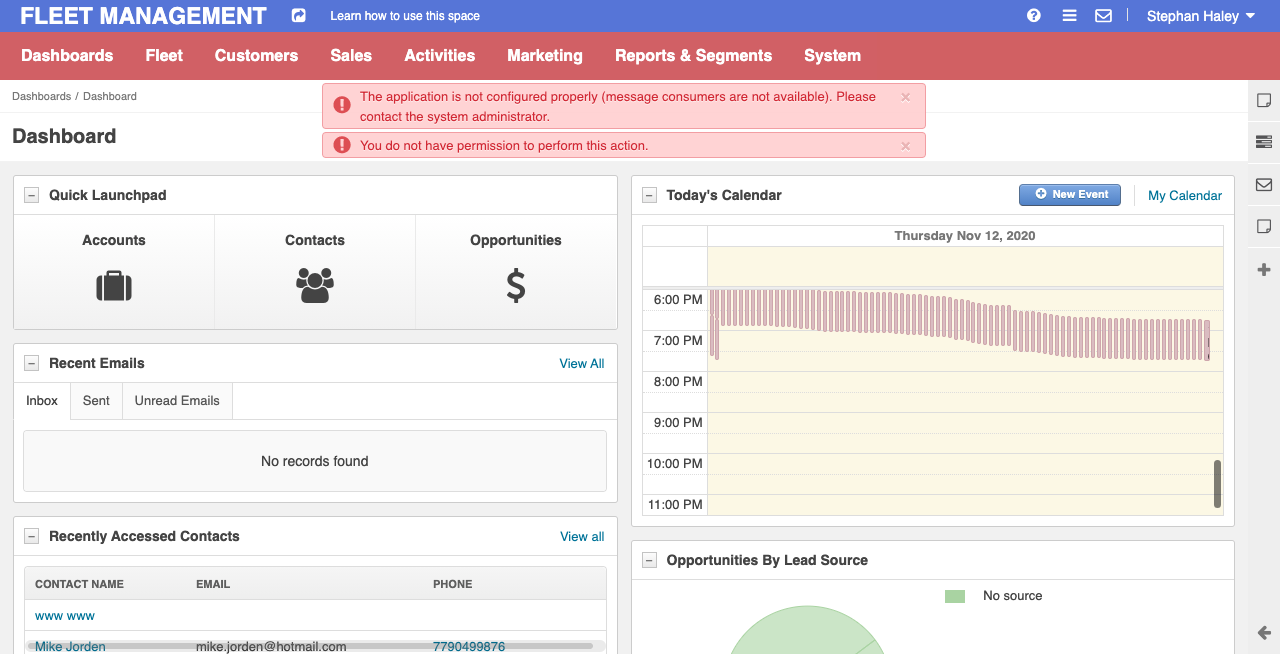 FLEET MANAGEMENT
Learn how to use this space
Stephan Haley
Dashboards
Fleet
Customers
Sales
Activities
Marketing
Reports & Segments
System
Dashboards / Dashboard
The application is not configured properly (message consumers are not available). Please
contact the system administrator.
×
You do not have permission to perform this action.
×
Dashboard
Quick Launchpad
Accounts
Contacts
Opportunities
Recent Emails
View All
Inbox
Sent
Unread Emails
No records found
Recently Accessed Contacts
View all
CONTACT NAME
EMAIL
PHONE
www www
Mike Jorden
mike.jorden@hotmail.com
7790499876
Today's Calendar
New Event
My Calendar
Thursday Nov 12, 2020
6:00 PM
7:00 PM
8:00 PM
9:00 PM
10:00 PM
11:00 PM
Opportunities By Lead Source
No source